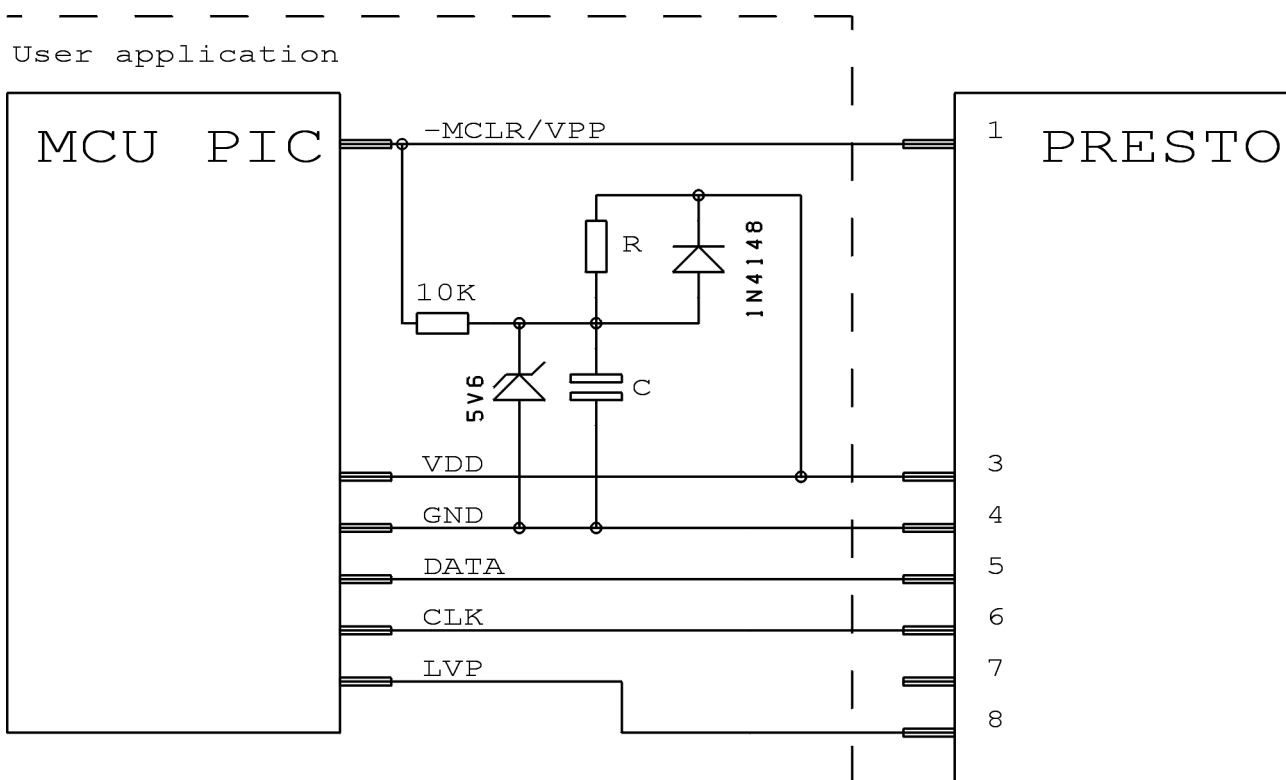 User application
MCU PIC
-MCLR/VPP
1
PRESTO
R
1N4148
10K
5V6
C
VDD
3
GND
4
DATA
5
CLK
6
LVP
7
8